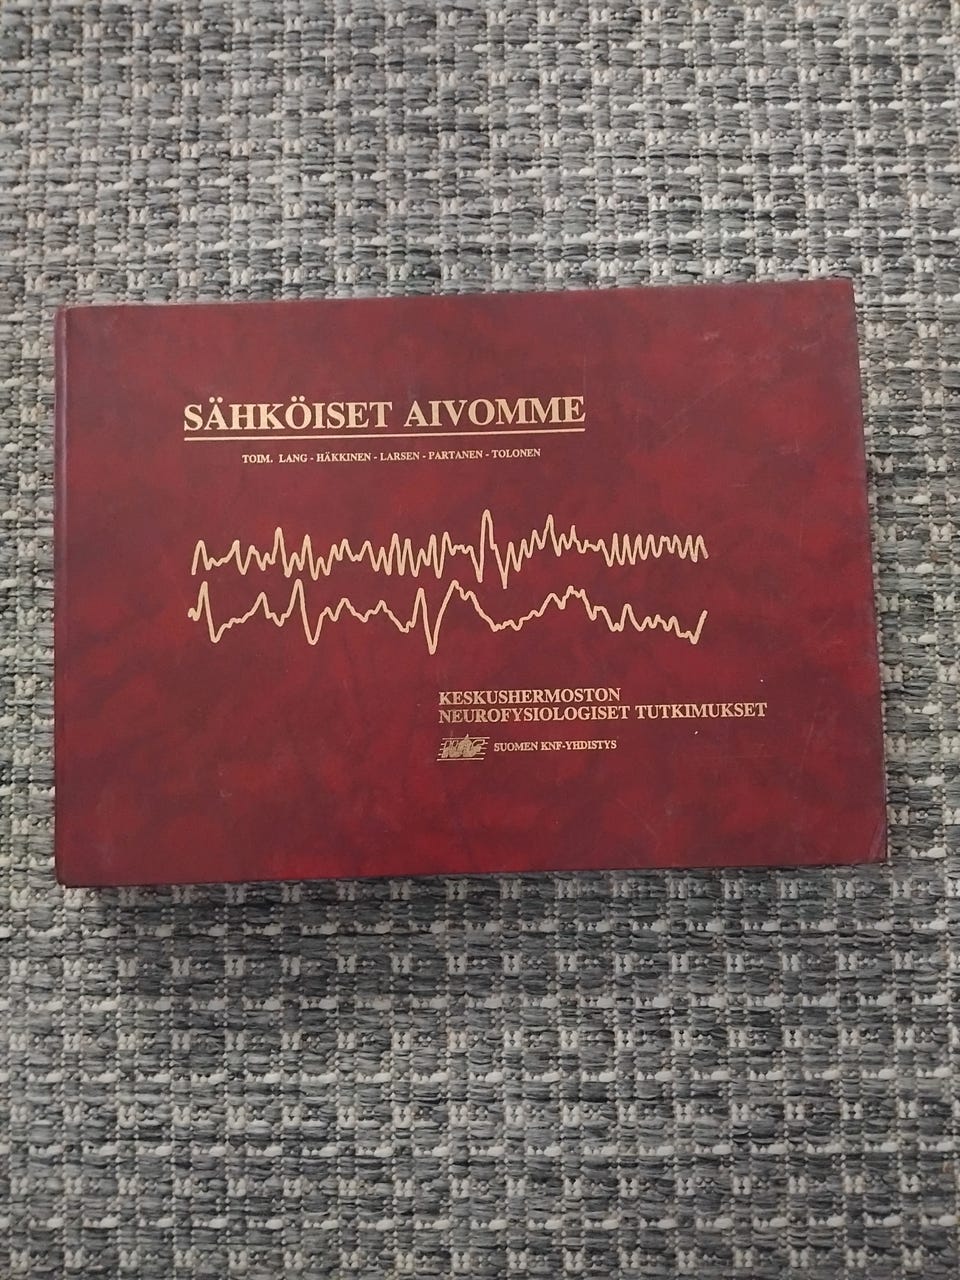 SÄHKÖISET AIVOMME
TOIM. LANG - HÄKKINEN - LARSEN - PARTANEN - TOLONEN
KESKUSHERMOSTON
NEUROFYSIOLOGISET TUTKIMUKSET
SUOMEN KNF-YHDISTYS